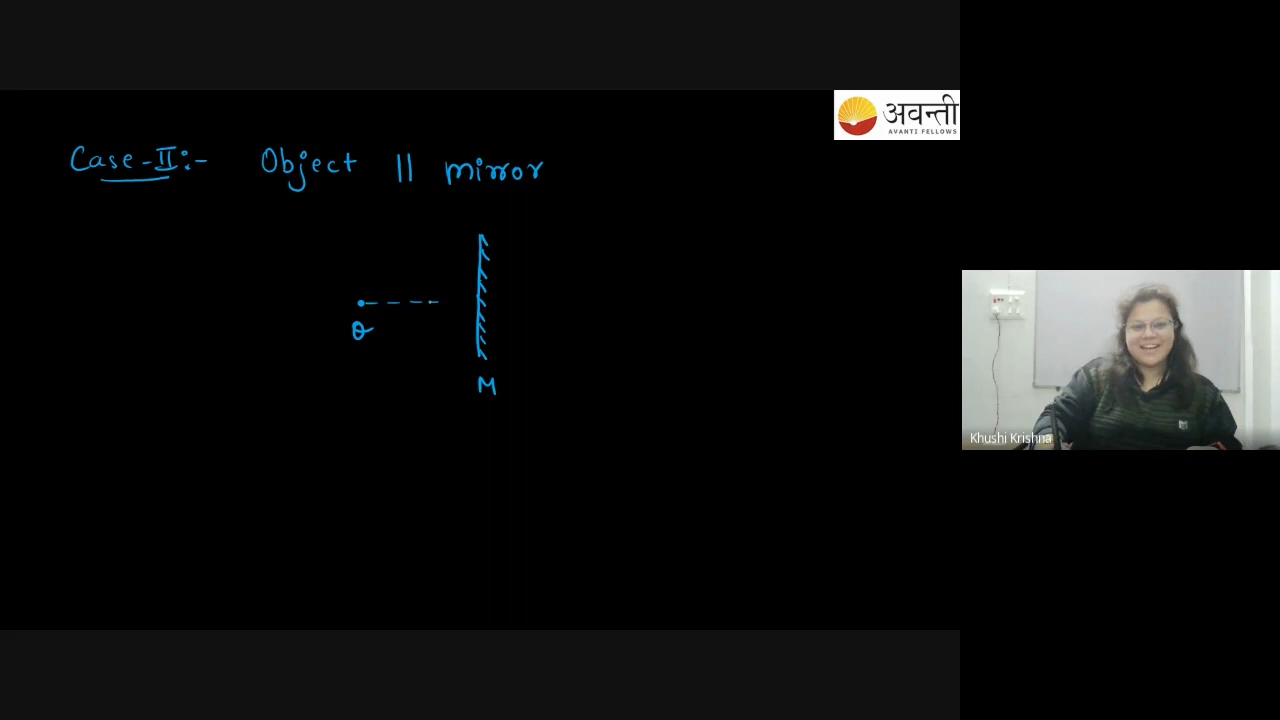 अवन्ती
AVANTI FELLOWS
Case-II:- Object || mirror
O
M
Khushi Krishna